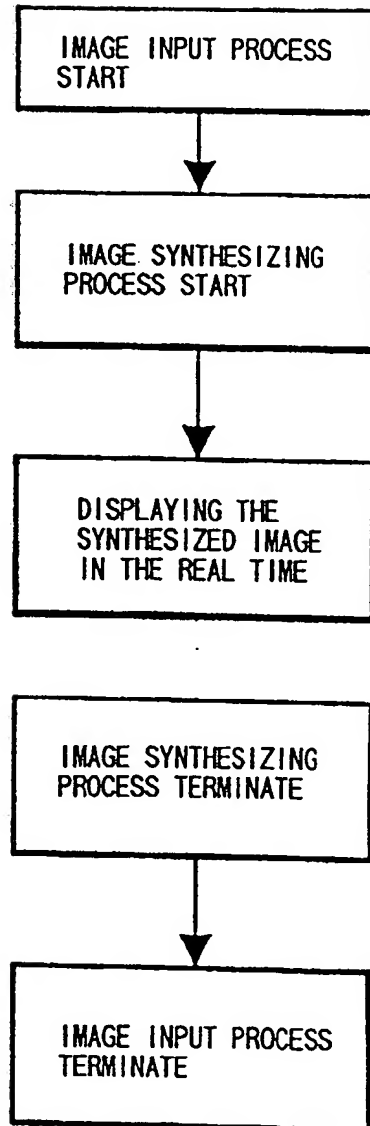 IMAGE INPUT PROCESS
START
IMAGE SYNTHESIZING
PROCESS START
DISPLAYING THE
SYNTHESIZED IMAGE
IN THE REAL TIME
IMAGE SYNTHESIZING
PROCESS TERMINATE
IMAGE INPUT PROCESS
TERMINATE